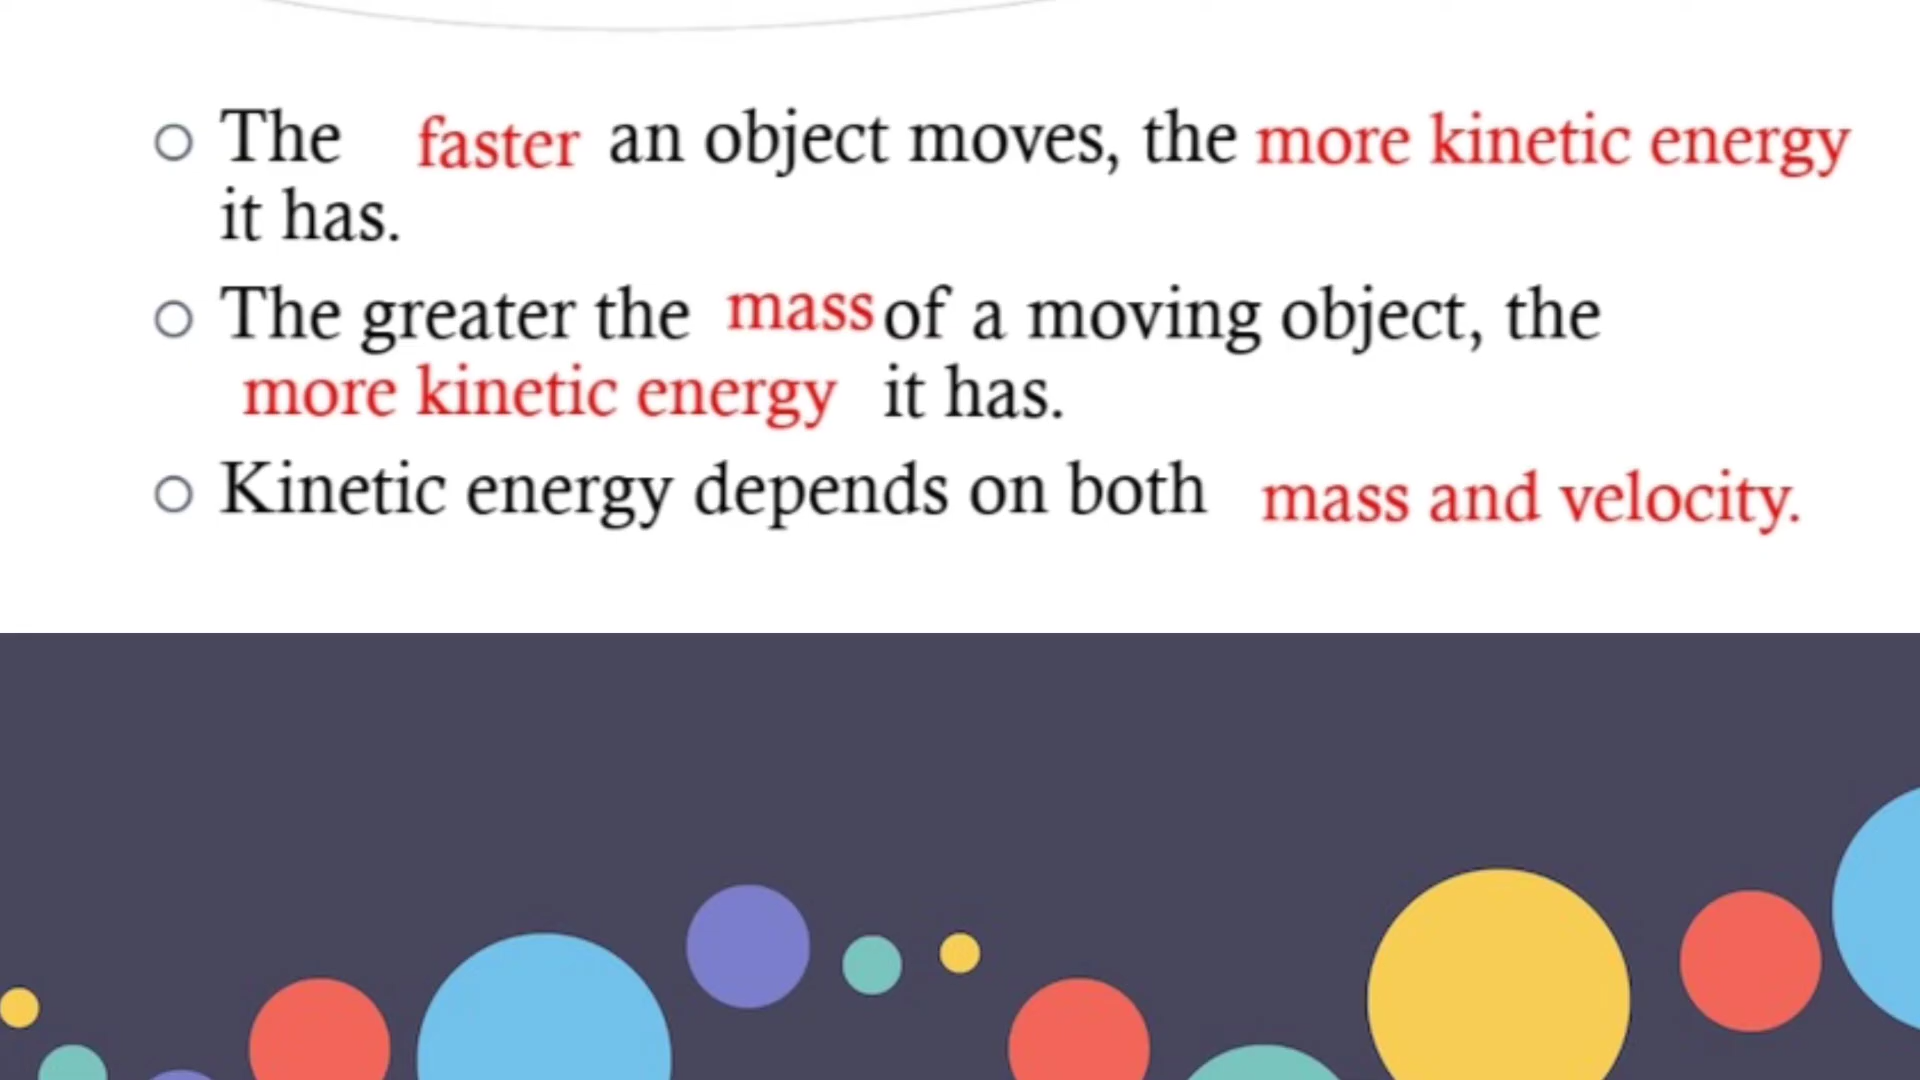 The faster an object moves, the more kinetic energy
it has.
The greater the mass of a moving object, the
more kinetic energy it has.
Kinetic energy depends on both mass and velocity.